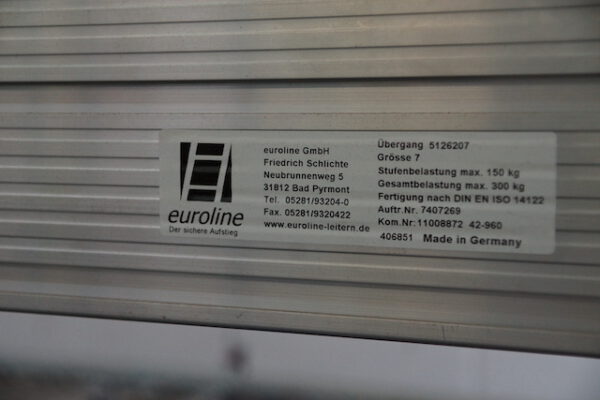 euroline
Der sichere Aufstieg
euroline GmbH
Friedrich Schlichte
Neubrunnenweg 5
31812 Bad Pyrmont
Tel. 05281/93204-0
Fax. 05281/9320422
www.euroline-leitern.de
Übergang 5126207
Grösse 7
Stufenbelastung max. 150 kg
Gesamtbelastung max. 300 kg
Fertigung nach DIN EN ISO 14122
Auftr.Nr. 7407269
Kom.Nr: 11008872 42-960
406851 Made in Germany